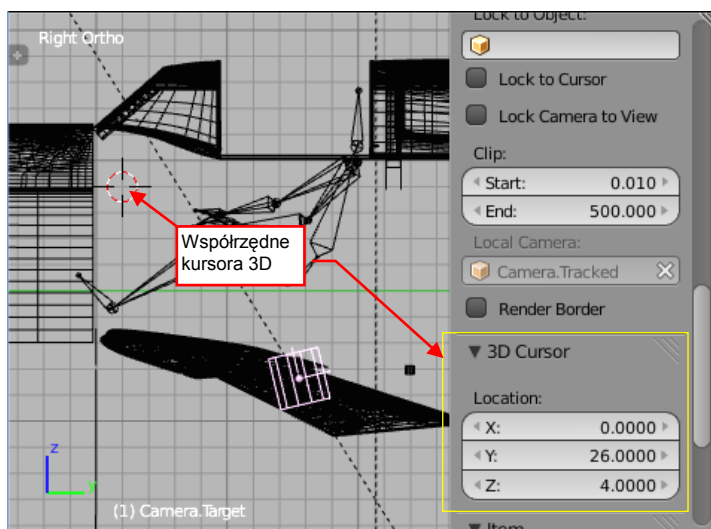 Right Ortho
Współrzędne
kursora 3D
z
y
(1) Camera.Target
Lock to Object:
Lock to Cursor
Lock Camera to View
Clip:
Start: 0.010
End: 500.000
Local Camera:
Camera.Tracked
Render Border
3D Cursor
Location:
X: 0.0000
Y: 26.0000
Z: 4.0000
Item